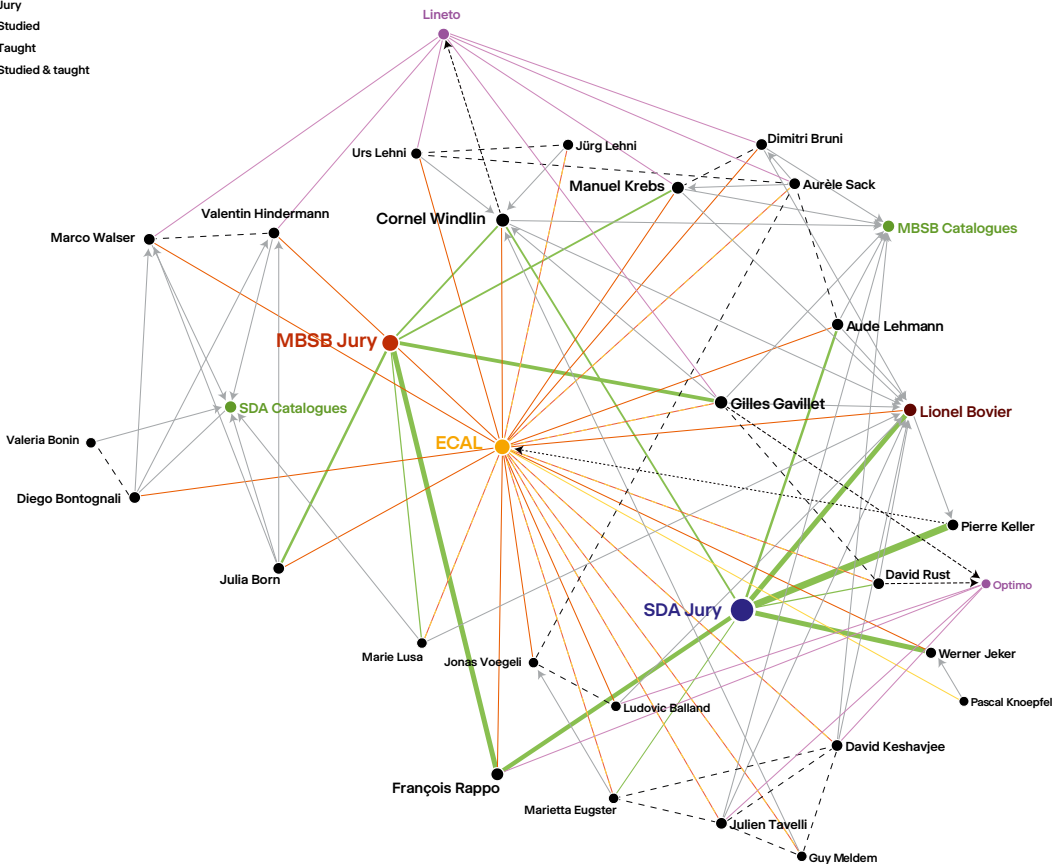 Jury
Lineto
Studied
Taught
Studied & taught
Dimitri Bruni
Jürg Lehni
Urs Lehni
Manuel Krebs
Aurèle Sack
Valentin Hindermann
Cornel Windlin
MBSB Catalogues
Marco Walser
Aude Lehmann
MBSB Jury
Gilles Gavillet
SDA Catalogues
Lionel Bovier
Valeria Bonin
ECAL
Diego Bontognali
Pierre Keller
Julia Born
David Rust
Optimo
SDA Jury
Marie Lusa
Werner Jeker
Jonas Voegeli
Pascal Knoepfel
Ludovic Balland
David Keshavjee
François Rappo
Marietta Eugster
Julien Tavelli
Guy Meldem